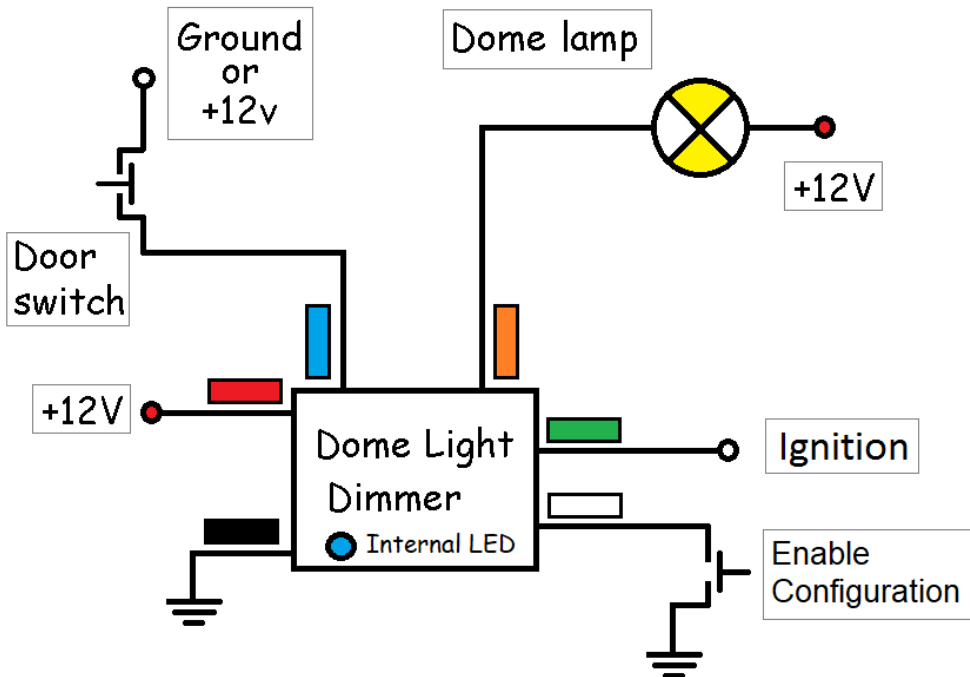 Ground
or
+12v
Dome lamp
+12V
Door
switch
+12V
Dome Light
Dimmer
Internal LED
Ignition
Enable
Configuration